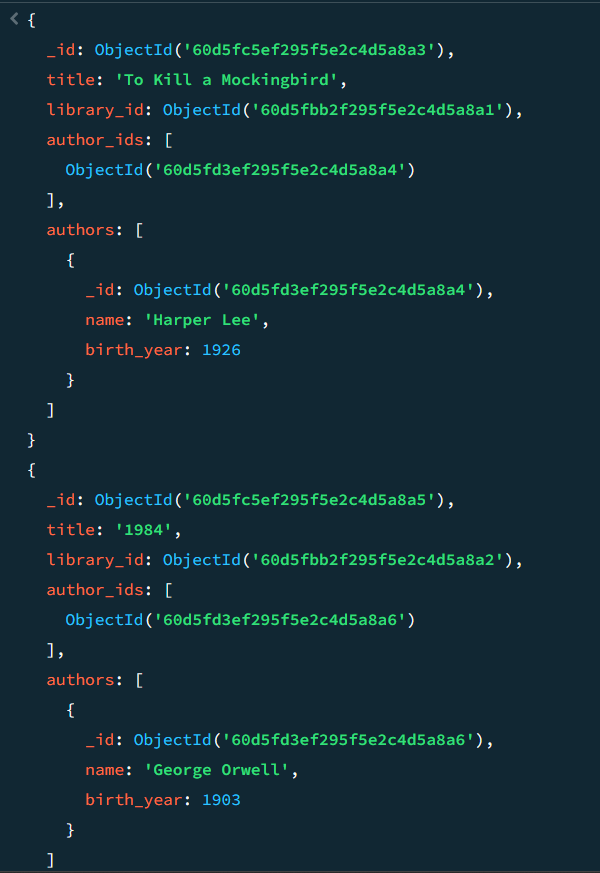 {
_id: ObjectId('60d5fc5ef295f5e2c4d5a8a3'),
title: 'To Kill a Mockingbird',
library_id: ObjectId('60d5fbb2f295f5e2c4d5a8a1'),
author_ids: [
ObjectId('60d5fd3ef295f5e2c4d5a8a4')
],
authors: [
{
_id: ObjectId('60d5fd3ef295f5e2c4d5a8a4'),
name: 'Harper Lee',
birth_year: 1926
}
]
}
{
_id: ObjectId('60d5fc5ef295f5e2c4d5a8a5'),
title: '1984',
library_id: ObjectId('60d5fbb2f295f5e2c4d5a8a2'),
author_ids: [
ObjectId('60d5fd3ef295f5e2c4d5a8a6')
],
authors: [
{
_id: ObjectId('60d5fd3ef295f5e2c4d5a8a6'),
name: 'George Orwell',
birth_year: 1903
}
]